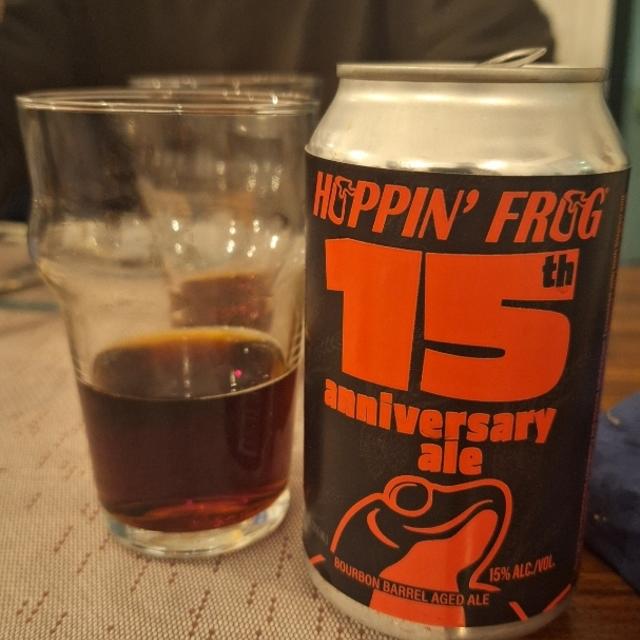 HOPPIN' FROG
15th
anniversary
ale
BOURBON BARREL AGED ALE
15% ALC./VOL.